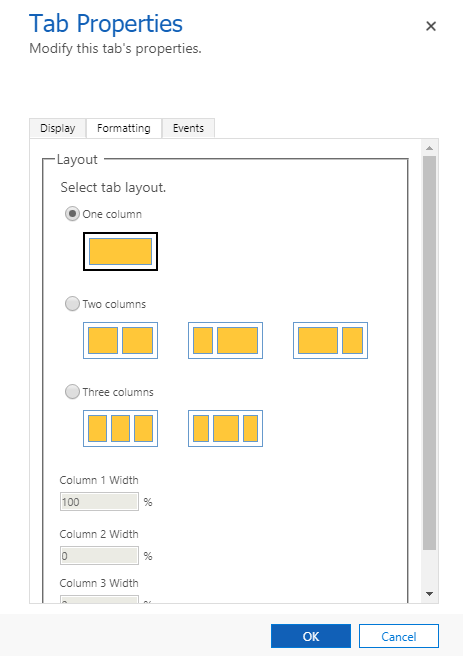 Tab Properties
Modify this tab's properties.
Display Formatting Events
Layout
Select tab layout.
One column
Two columns
Three columns
Column 1 Width
100 %
Column 2 Width
0 %
Column 3 Width
OK Cancel